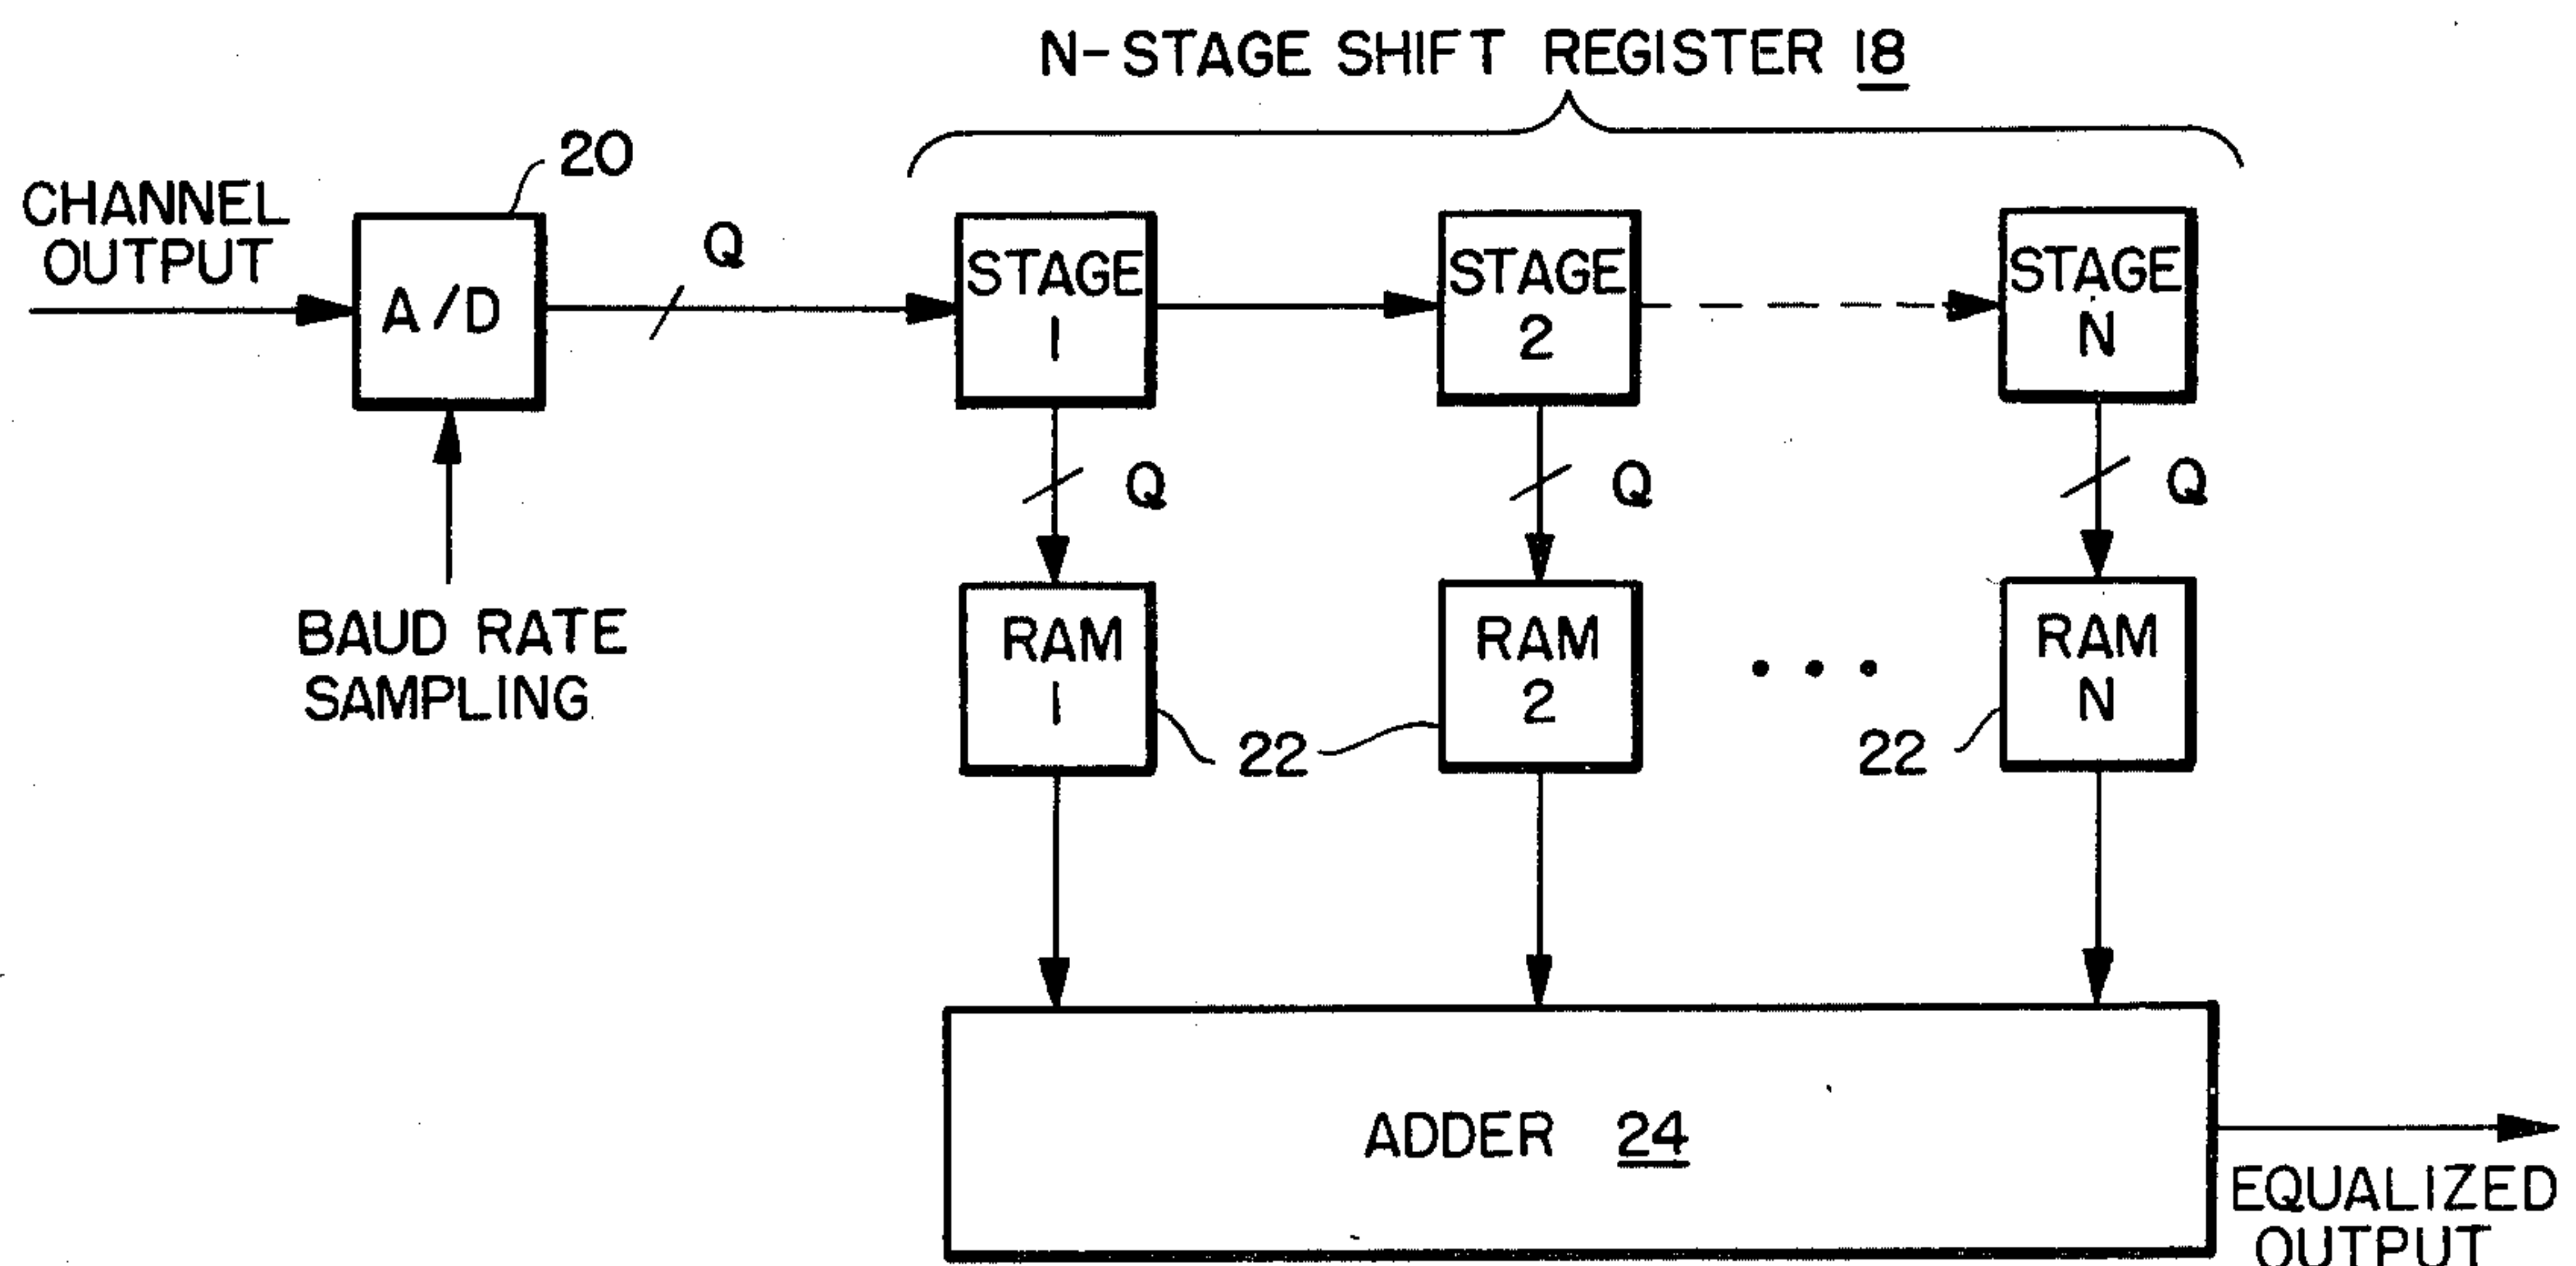 N-STAGE SHIFT REGISTER 18
20
CHANNEL
OUTPUT
A/D
Q
STAGE
1
STAGE
2
STAGE
N
Q
Q
Q
BAUD RATE
SAMPLING
RAM
1
RAM
2
RAM
N
22
22
ADDER 24
EQUALIZED
OUTPUT